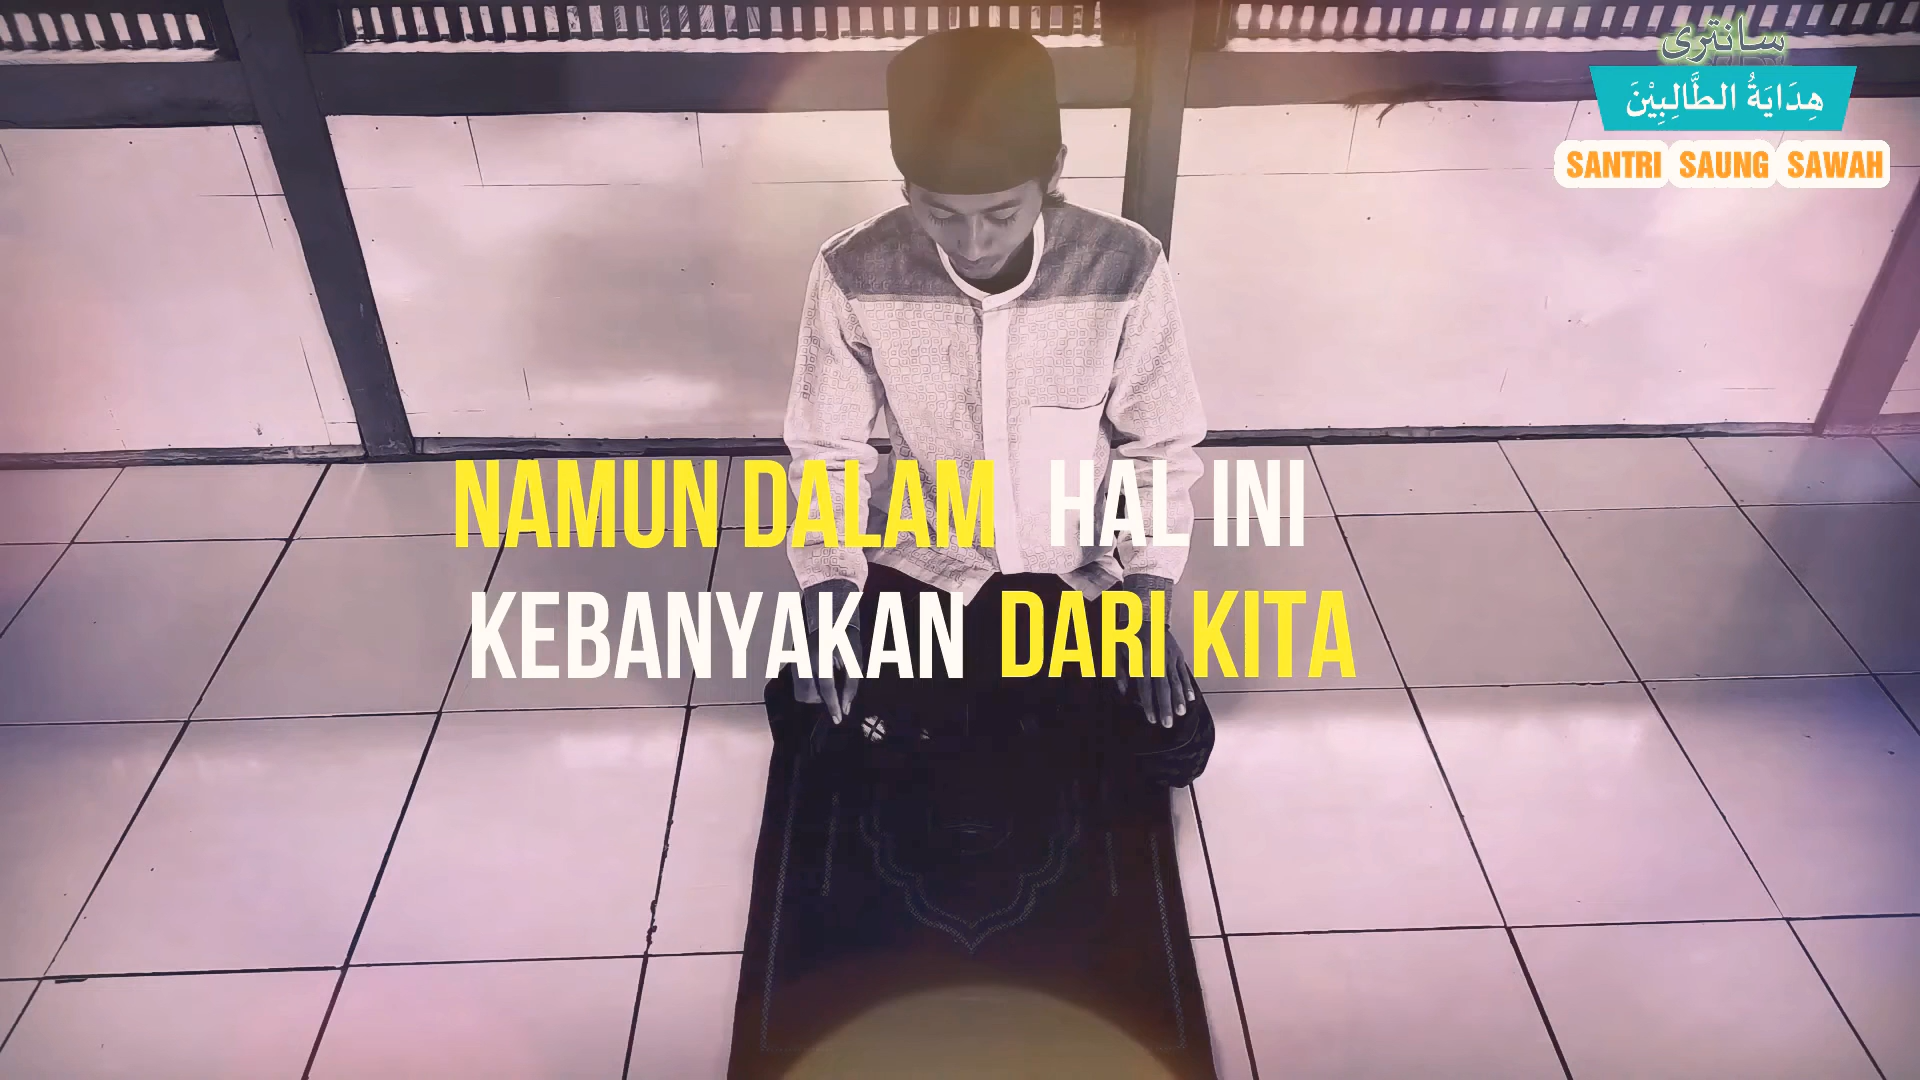 سانترى
هِدَايَةُ الطَّالِبِيْنَ
SANTRI SAUNG SAWAH
NAMUN DALAM HAL INI
KEBANYAKAN DARI KITA